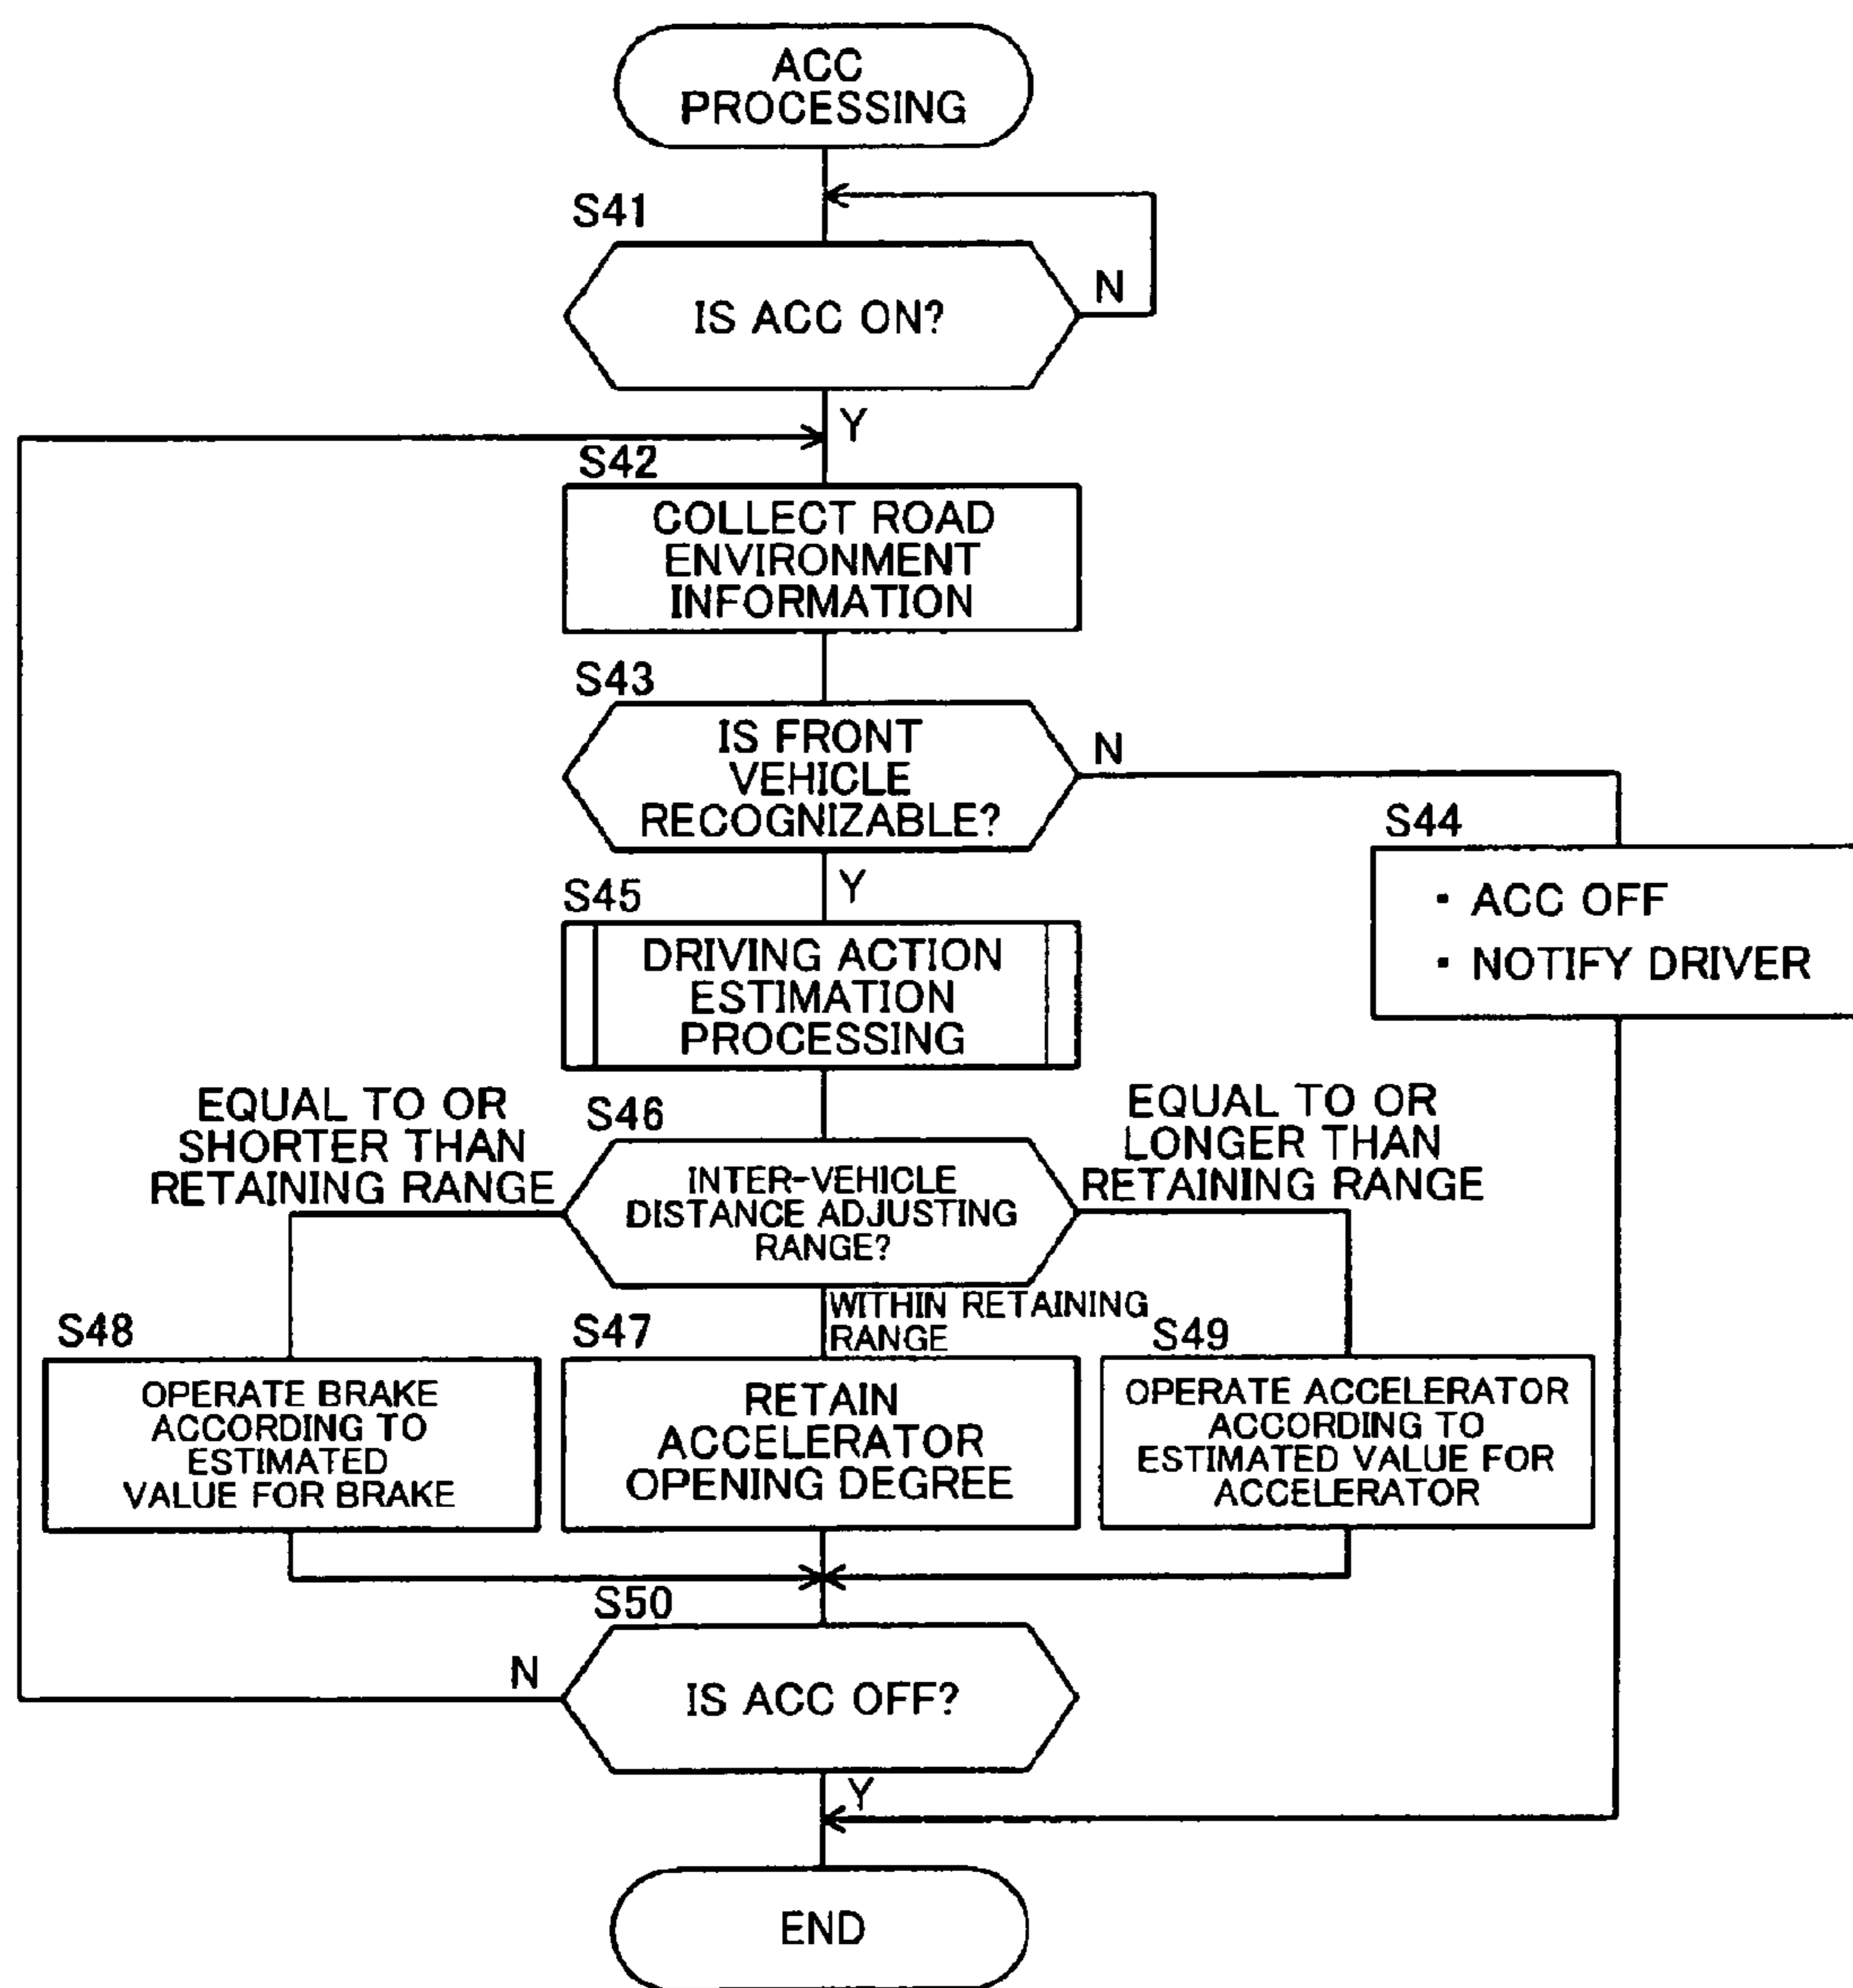 ACC
PROCESSING
S41
IS ACC ON?
N
Y
S42
COLLECT ROAD
ENVIRONMENT
INFORMATION
S43
IS FRONT
VEHICLE
RECOGNIZABLE?
N
Y
S44
· ACC OFF
· NOTIFY DRIVER
S45
DRIVING ACTION
ESTIMATION
PROCESSING
EQUAL TO OR
SHORTER THAN
RETAINING RANGE
S46
INTER-VEHICLE
DISTANCE ADJUSTING
RANGE?
EQUAL TO OR
LONGER THAN
RETAINING RANGE
WITHIN RETAINING
RANGE
S48
OPERATE BRAKE
ACCORDING TO
ESTIMATED
VALUE FOR BRAKE
S47
RETAIN
ACCELERATOR
OPENING DEGREE
S49
OPERATE ACCELERATOR
ACCORDING TO
ESTIMATED VALUE FOR
ACCELERATOR
S50
IS ACC OFF?
N
Y
END